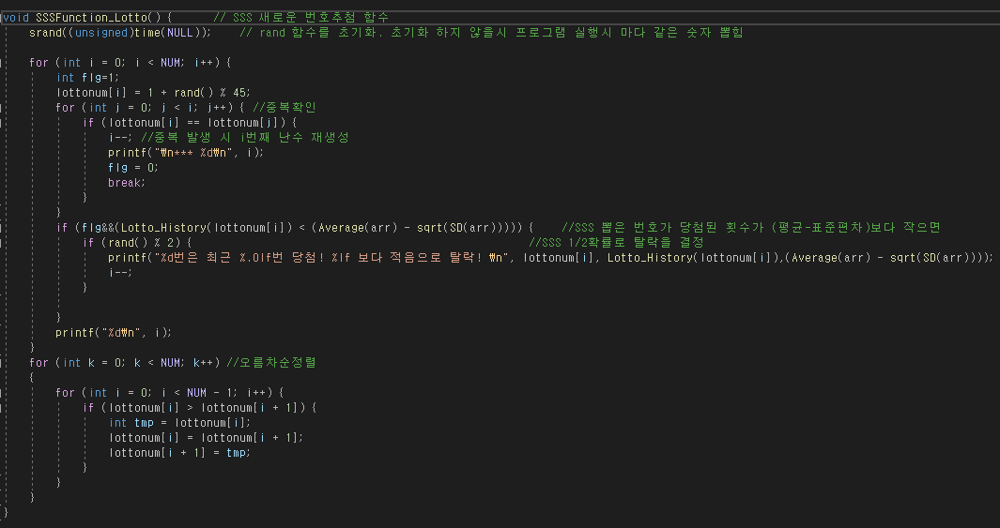 void SSSFunction_Lotto() {      // SSS 새로운 번호추첨 함수
    srand((unsigned)time(NULL));    // rand 함수를 초기화. 초기화 하지 않을시 프로그램 실행시 마다 같은 숫자 뽑힘
    for (int i = 0; i < NUM; i++) {
        int flg=1;
        lottonum[i] = 1 + rand() % 45;
        for (int j = 0; j < i; j++) { //중복확인
            if (lottonum[i] == lottonum[j]) {
                i--; //중복 발생 시 i번째 난수 재생성
                printf("₩n*** %d₩n", i);
                flg = 0;
                break;
            }
        }
        if (flg&&(Lotto_History(lottonum[i]) < (Average(arr) - sqrt(SD(arr))))) {    //SSS 뽑은 번호가 당첨된 횟수가 (평균-표준편차)보다 작으면
            if (rand() % 2) {                                                   //SSS 1/2확률로 탈락을 결정
                printf("%d번은 최근 %.0lf번 당첨! %lf 보다 적음으로 탈락! ₩n", lottonum[i], Lotto_History(lottonum[i]),(Average(arr) - sqrt(SD(arr))));
                i--;
            }
        }
        printf("%d₩n", i);
    }
    for (int k = 0; k < NUM; k++) //오름차순정렬
    {
        for (int i = 0; i < NUM - 1; i++) {
            if (lottonum[i] > lottonum[i + 1]) {
                int tmp = lottonum[i];
                lottonum[i] = lottonum[i + 1];
                lottonum[i + 1] = tmp;
            }
        }
    }
}